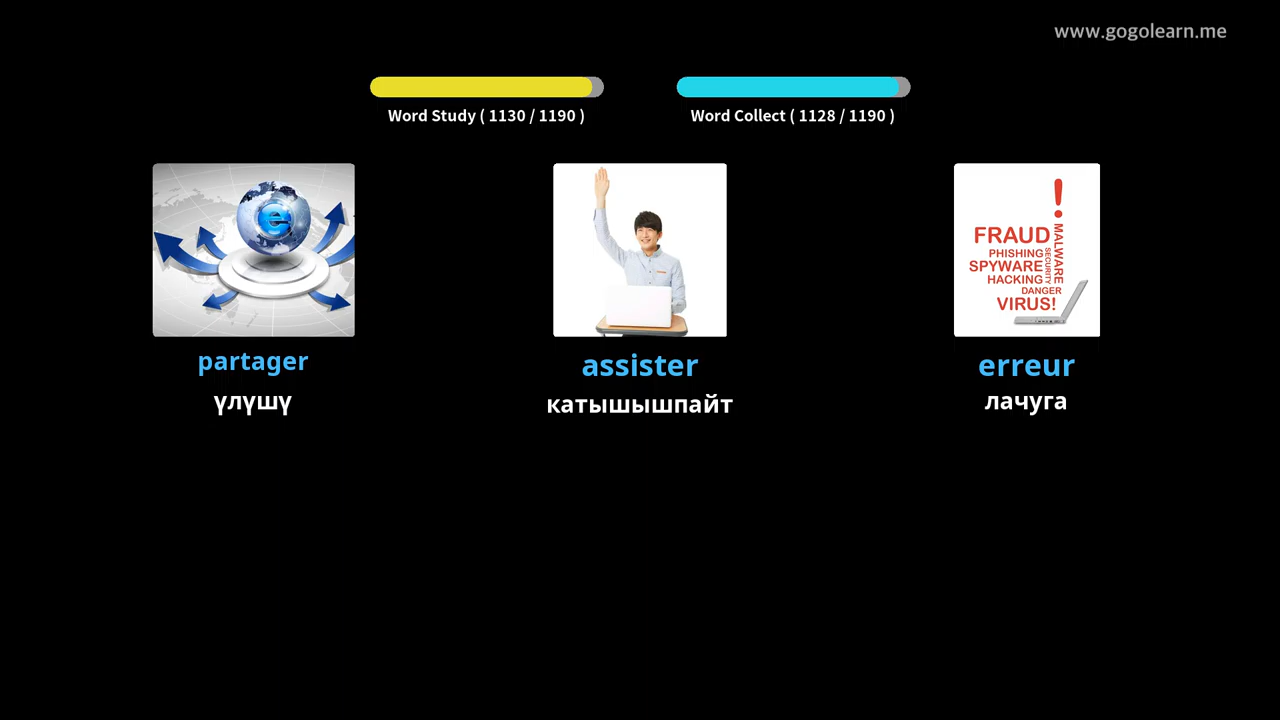 www.gogolearn.me
Word Study ( 1130 / 1190 )
Word Collect ( 1128 / 1190 )
e
!
FRAUD
MALWARE
PHISHING
SECURITY
SPYWARE
HACKING
DANGER
VIRUS!
partager
assister
erreur
үлүшү
катышышпайт
лачуга